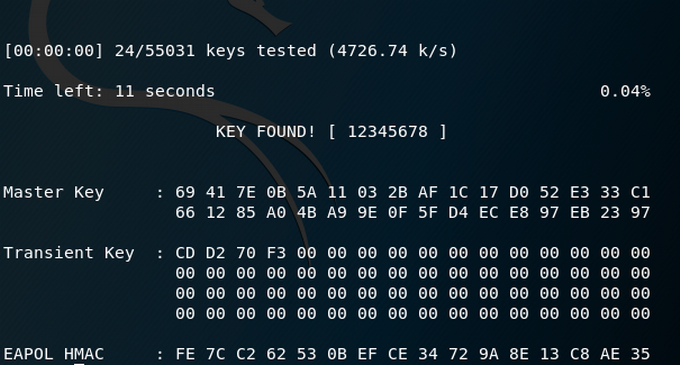 [00:00:00] 24/55031 keys tested (4726.74 k/s)
Time left: 11 seconds 0.04%
KEY FOUND! [ 12345678 ]
Master Key : 69 41 7E 0B 5A 11 03 2B AF 1C 17 D0 52 E3 33 C1
66 12 85 A0 4B A9 9E 0F 5F D4 EC E8 97 EB 23 97
Transient Key : CD D2 70 F3 00 00 00 00 00 00 00 00 00 00 00 00
00 00 00 00 00 00 00 00 00 00 00 00 00 00 00 00
00 00 00 00 00 00 00 00 00 00 00 00 00 00 00 00
00 00 00 00 00 00 00 00 00 00 00 00 00 00 00 00
EAPOL HMAC : FE 7C C2 62 53 0B EF CE 34 72 9A 8E 13 C8 AE 35